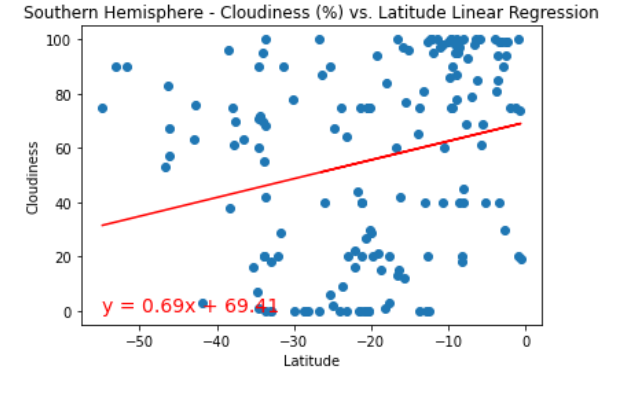 Southern Hemisphere - Cloudiness (%) vs. Latitude Linear Regression
100
80
60
40
20
0
Cloudiness
y = 0.69x + 69.41
−50 −40 −30 −20 −10 0
Latitude